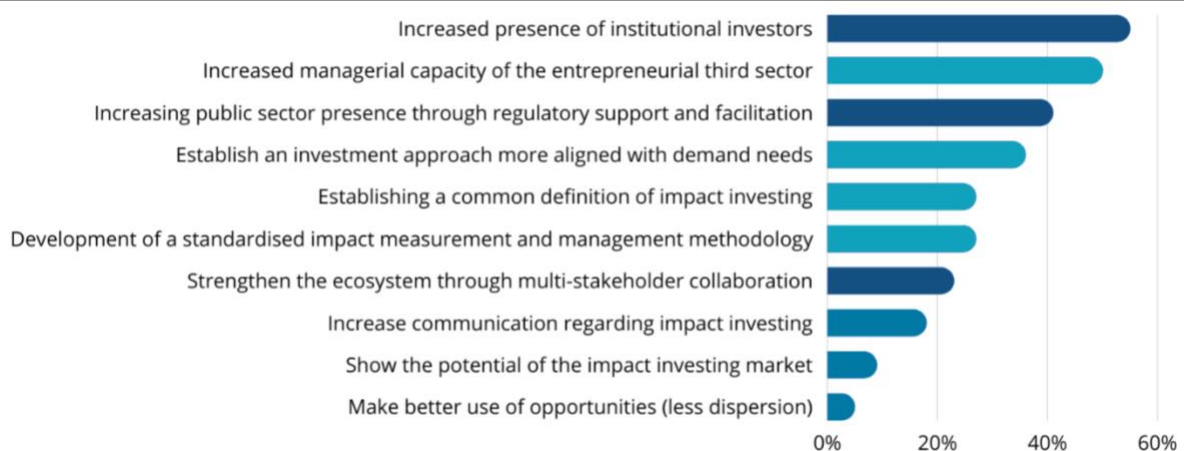 Increased presence of institutional investors
Increased managerial capacity of the entrepreneurial third sector
Increasing public sector presence through regulatory support and facilitation
Establish an investment approach more aligned with demand needs
Establishing a common definition of impact investing
Development of a standardised impact measurement and management methodology
Strengthen the ecosystem through multi-stakeholder collaboration
Increase communication regarding impact investing
Show the potential of the impact investing market
Make better use of opportunities (less dispersion)
0% 20% 40% 60%